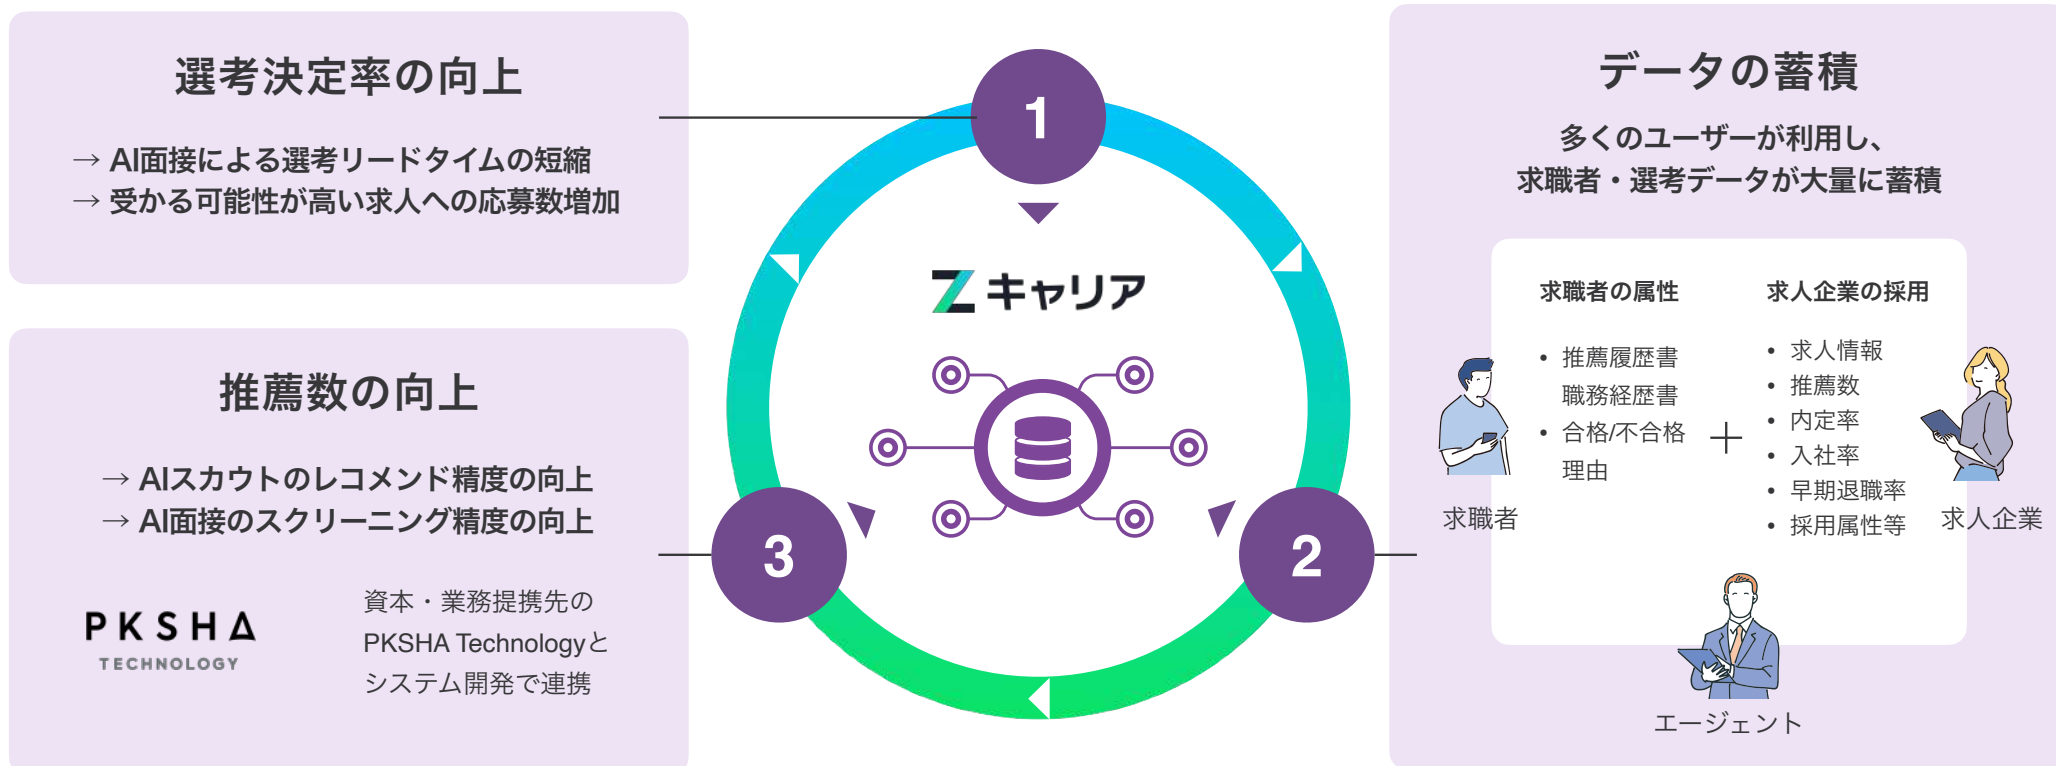 選考決定率の向上
→ AI面接による選考リードタイムの短縮
→ 受かる可能性が高い求人への応募数増加
推薦数の向上
→ AIスカウトのレコメンド精度の向上
→ AI面接のスクリーニング精度の向上
PKSHA
TECHNOLOGY
資本・業務提携先の
PKSHA Technologyと
システム開発で連携
1
Zキャリア
3
2
データの蓄積
多くのユーザーが利用し、
求職者・選考データが大量に蓄積
求職者の属性
• 推薦履歴書
職務経歴書
• 合格/不合格
理由
+
求人企業の採用
• 求人情報
• 推薦数
• 内定率
• 入社率
• 早期退職率
• 採用属性等
求職者
求人企業
エージェント